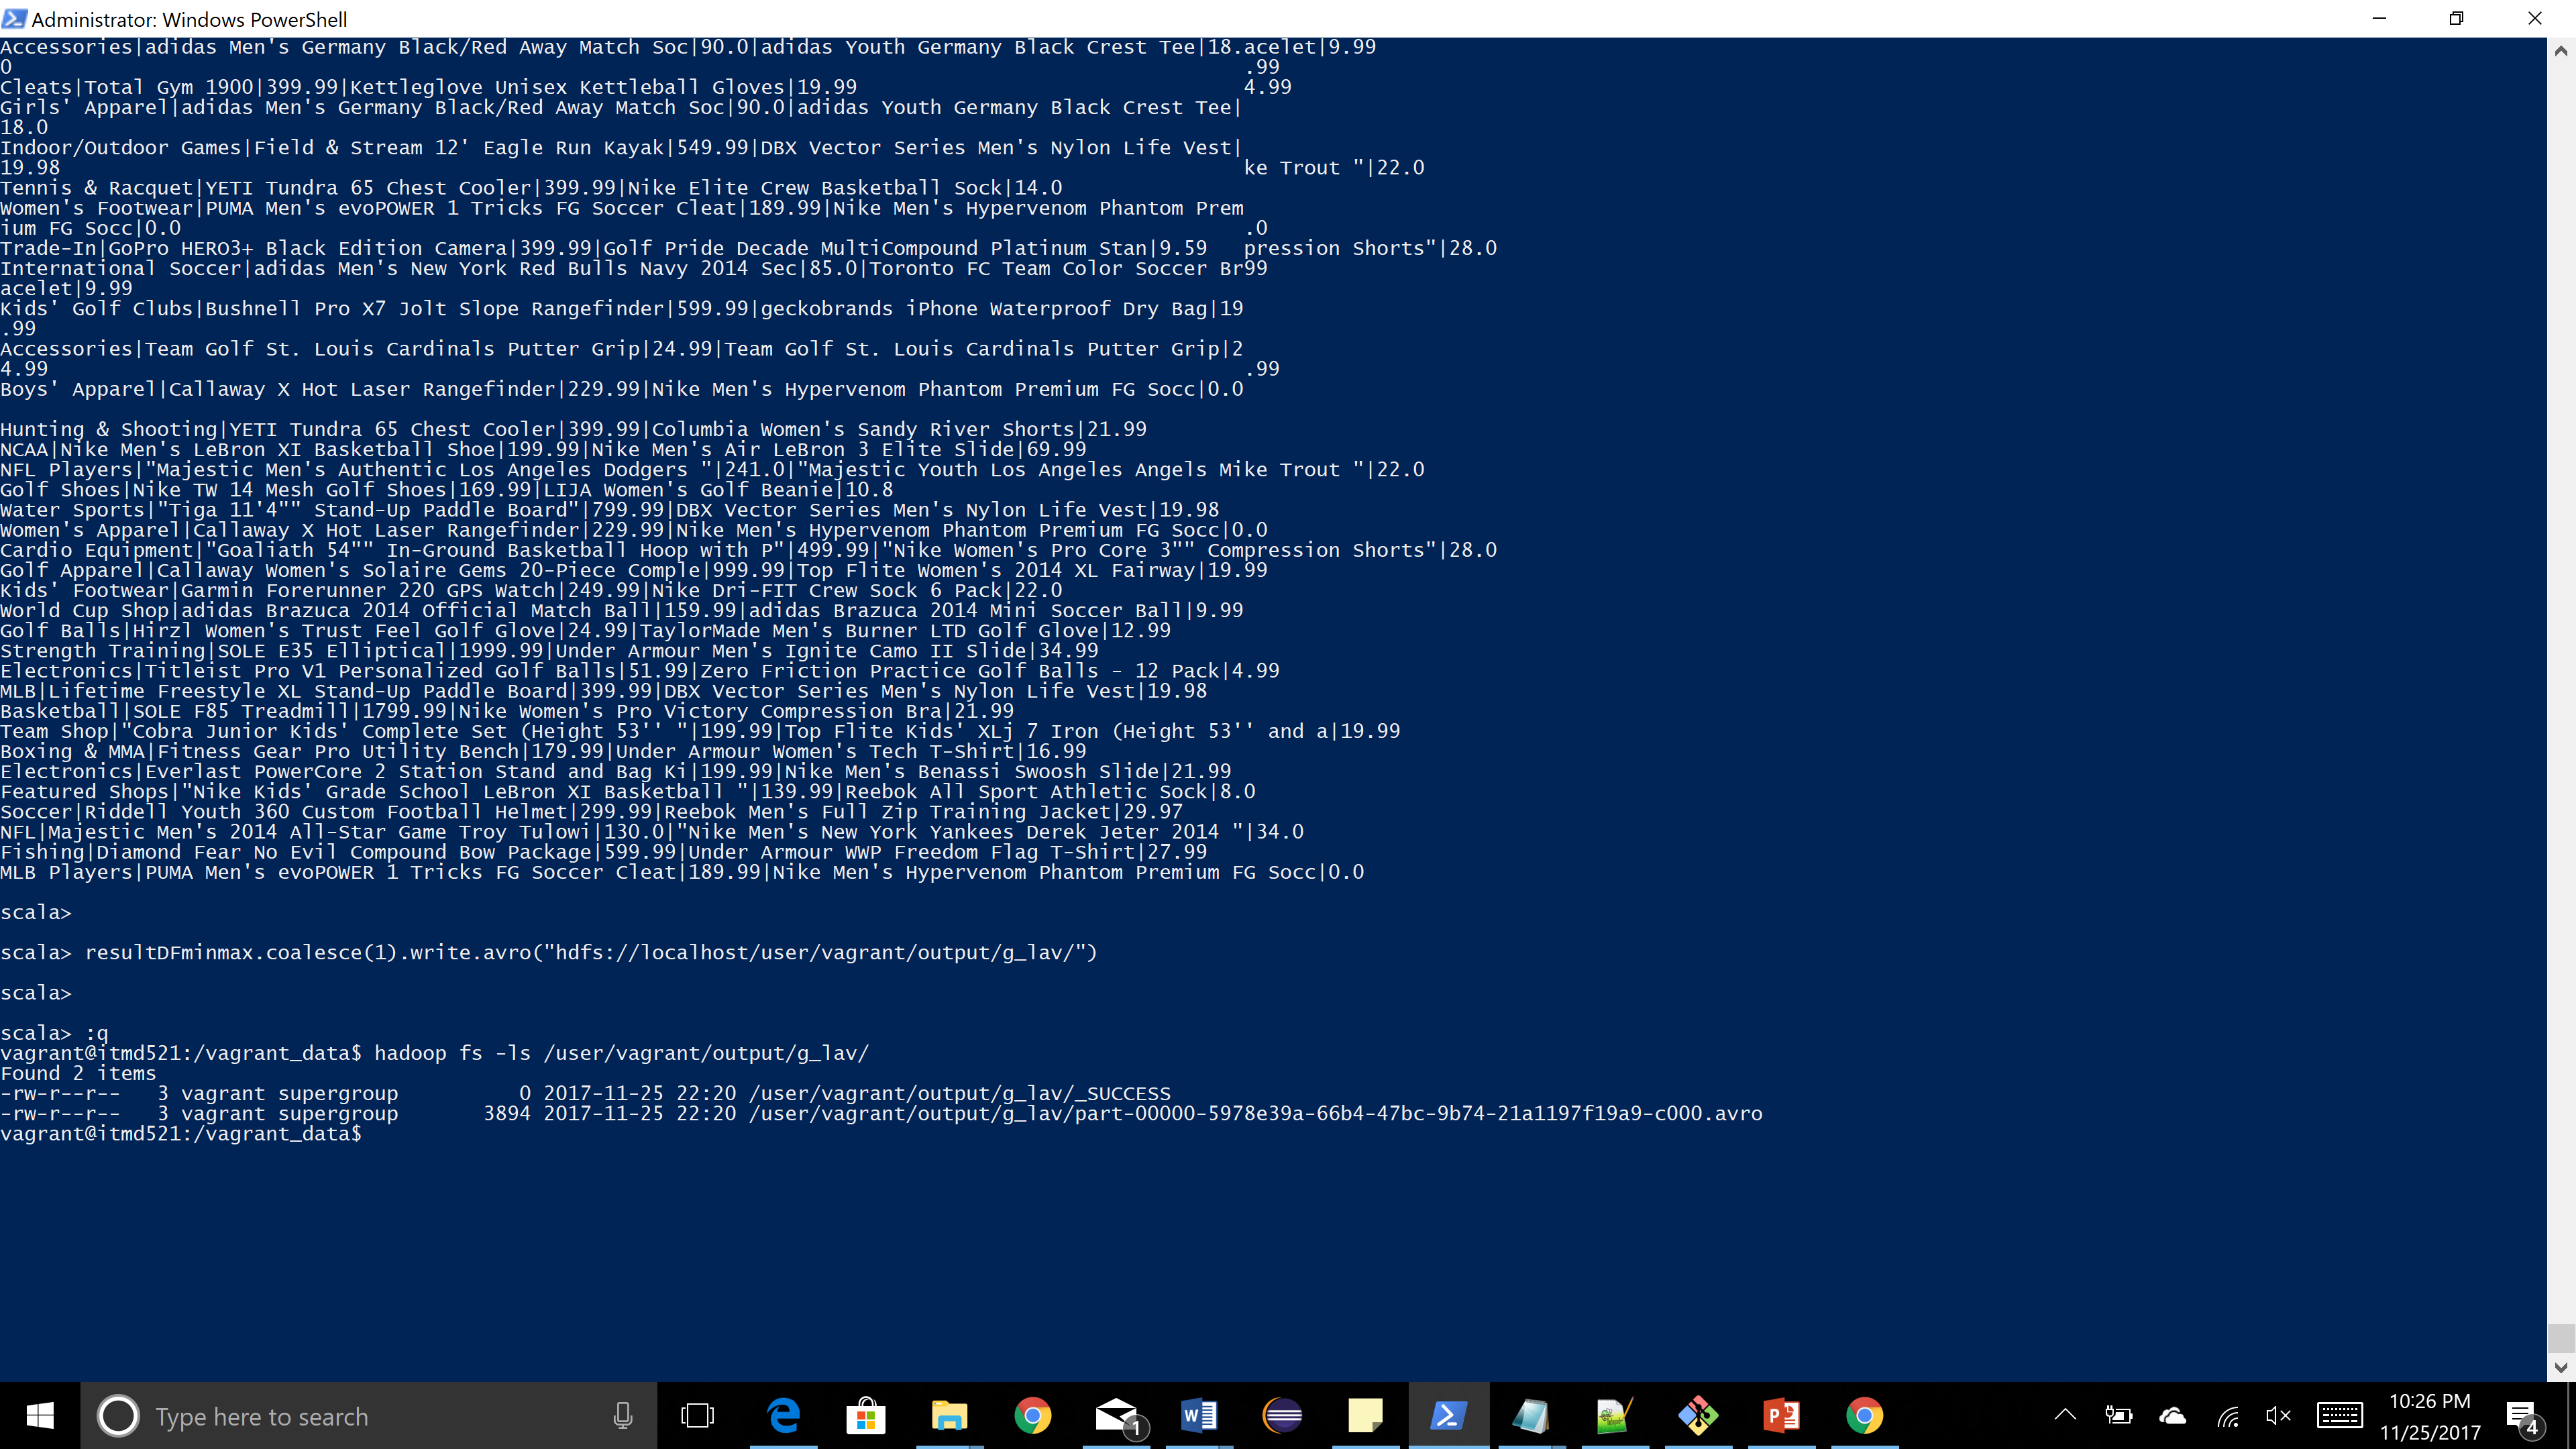 Administrator: Windows PowerShell
Accessories|adidas Men's Germany Black/Red Away Match Soc|90.0|adidas Youth Germany Black Crest Tee|18.acelet|9.99
0 .99
Cleats|Total Gym 1900|399.99|Kettleglove Unisex Kettleball Gloves|19.99 4.99
Girls' Apparel|adidas Men's Germany Black/Red Away Match Soc|90.0|adidas Youth Germany Black Crest Tee|
18.0
Indoor/Outdoor Games|Field & Stream 12' Eagle Run Kayak|549.99|DBX Vector Series Men's Nylon Life Vest|
19.98 ke Trout "|22.0
Tennis & Racquet|YETI Tundra 65 Chest Cooler|399.99|Nike Elite Crew Basketball Sock|14.0
Women's Footwear|PUMA Men's evoPOWER 1 Tricks FG Soccer Cleat|189.99|Nike Men's Hypervenom Phantom Prem
ium FG Socc|0.0 .0
Trade-In|GoPro HERO3+ Black Edition Camera|399.99|Golf Pride Decade MultiCompound Platinum Stan|9.59 pression Shorts"|28.0
International Soccer|adidas Men's New York Red Bulls Navy 2014 Sec|85.0|Toronto FC Team Color Soccer Br99
acelet|9.99
Kids' Golf Clubs|Bushnell Pro X7 Jolt Slope Rangefinder|599.99|geckobrands iPhone Waterproof Dry Bag|19
.99
Accessories|Team Golf St. Louis Cardinals Putter Grip|24.99|Team Golf St. Louis Cardinals Putter Grip|2
4.99 .99
Boys' Apparel|Callaway X Hot Laser Rangefinder|229.99|Nike Men's Hypervenom Phantom Premium FG Socc|0.0
Hunting & Shooting|YETI Tundra 65 Chest Cooler|399.99|Columbia Women's Sandy River Shorts|21.99
NCAA|Nike Men's LeBron XI Basketball Shoe|199.99|Nike Men's Air LeBron 3 Elite Slide|69.99
NFL Players|"Majestic Men's Authentic Los Angeles Dodgers "|241.0|"Majestic Youth Los Angeles Angels Mike Trout "|22.0
Golf Shoes|Nike TW 14 Mesh Golf Shoes|169.99|LIJA Women's Golf Beanie|10.8
Water Sports|"Tiga 11'4"" Stand-Up Paddle Board"|799.99|DBX Vector Series Men's Nylon Life Vest|19.98
Women's Apparel|Callaway X Hot Laser Rangefinder|229.99|Nike Men's Hypervenom Phantom Premium FG Socc|0.0
Cardio Equipment|"Goaliath 54"" In-Ground Basketball Hoop with P"|499.99|"Nike Women's Pro Core 3"" Compression Shorts"|28.0
Golf Apparel|Callaway Women's Solaire Gems 20-Piece Comple|999.99|Top Flite Women's 2014 XL Fairway|19.99
Kids' Footwear|Garmin Forerunner 220 GPS Watch|249.99|Nike Dri-FIT Crew Sock 6 Pack|22.0
World Cup Shop|adidas Brazuca 2014 Official Match Ball|159.99|adidas Brazuca 2014 Mini Soccer Ball|9.99
Golf Balls|Hirzl Women's Trust Feel Golf Glove|24.99|TaylorMade Men's Burner LTD Golf Glove|12.99
Strength Training|SOLE E35 Elliptical|1999.99|Under Armour Men's Ignite Camo II Slide|34.99
Electronics|Titleist Pro V1 Personalized Golf Balls|51.99|Zero Friction Practice Golf Balls - 12 Pack|4.99
MLB|Lifetime Freestyle XL Stand-Up Paddle Board|399.99|DBX Vector Series Men's Nylon Life Vest|19.98
Basketball|SOLE F85 Treadmill|1799.99|Nike Women's Pro Victory Compression Bra|21.99
Team Shop|"Cobra Junior Kids' Complete Set (Height 53'' "|199.99|Top Flite Kids' XLj 7 Iron (Height 53'' and a|19.99
Boxing & MMA|Fitness Gear Pro Utility Bench|179.99|Under Armour Women's Tech T-Shirt|16.99
Electronics|Everlast PowerCore 2 Station Stand and Bag Ki|199.99|Nike Men's Benassi Swoosh Slide|21.99
Featured Shops|"Nike Kids' Grade School LeBron XI Basketball "|139.99|Reebok All Sport Athletic Sock|8.0
Soccer|Riddell Youth 360 Custom Football Helmet|299.99|Reebok Men's Full Zip Training Jacket|29.97
NFL|Majestic Men's 2014 All-Star Game Troy Tulowi|130.0|"Nike Men's New York Yankees Derek Jeter 2014 "|34.0
Fishing|Diamond Fear No Evil Compound Bow Package|599.99|Under Armour WWP Freedom Flag T-Shirt|27.99
MLB Players|PUMA Men's evoPOWER 1 Tricks FG Soccer Cleat|189.99|Nike Men's Hypervenom Phantom Premium FG Socc|0.0
scala>
scala> resultDFminmax.coalesce(1).write.avro("hdfs://localhost/user/vagrant/output/g_lav/")
scala>
scala> :q
vagrant@itmd521:/vagrant_data$ hadoop fs -ls /user/vagrant/output/g_lav/
Found 2 items
-rw-r--r-- 3 vagrant supergroup 0 2017-11-25 22:20 /user/vagrant/output/g_lav/_SUCCESS
-rw-r--r-- 3 vagrant supergroup 3894 2017-11-25 22:20 /user/vagrant/output/g_lav/part-00000-5978e39a-66b4-47bc-9b74-21a1197f19a9-c000.avro
vagrant@itmd521:/vagrant_data$
Type here to search
1
10:26 PM
11/25/2017
4